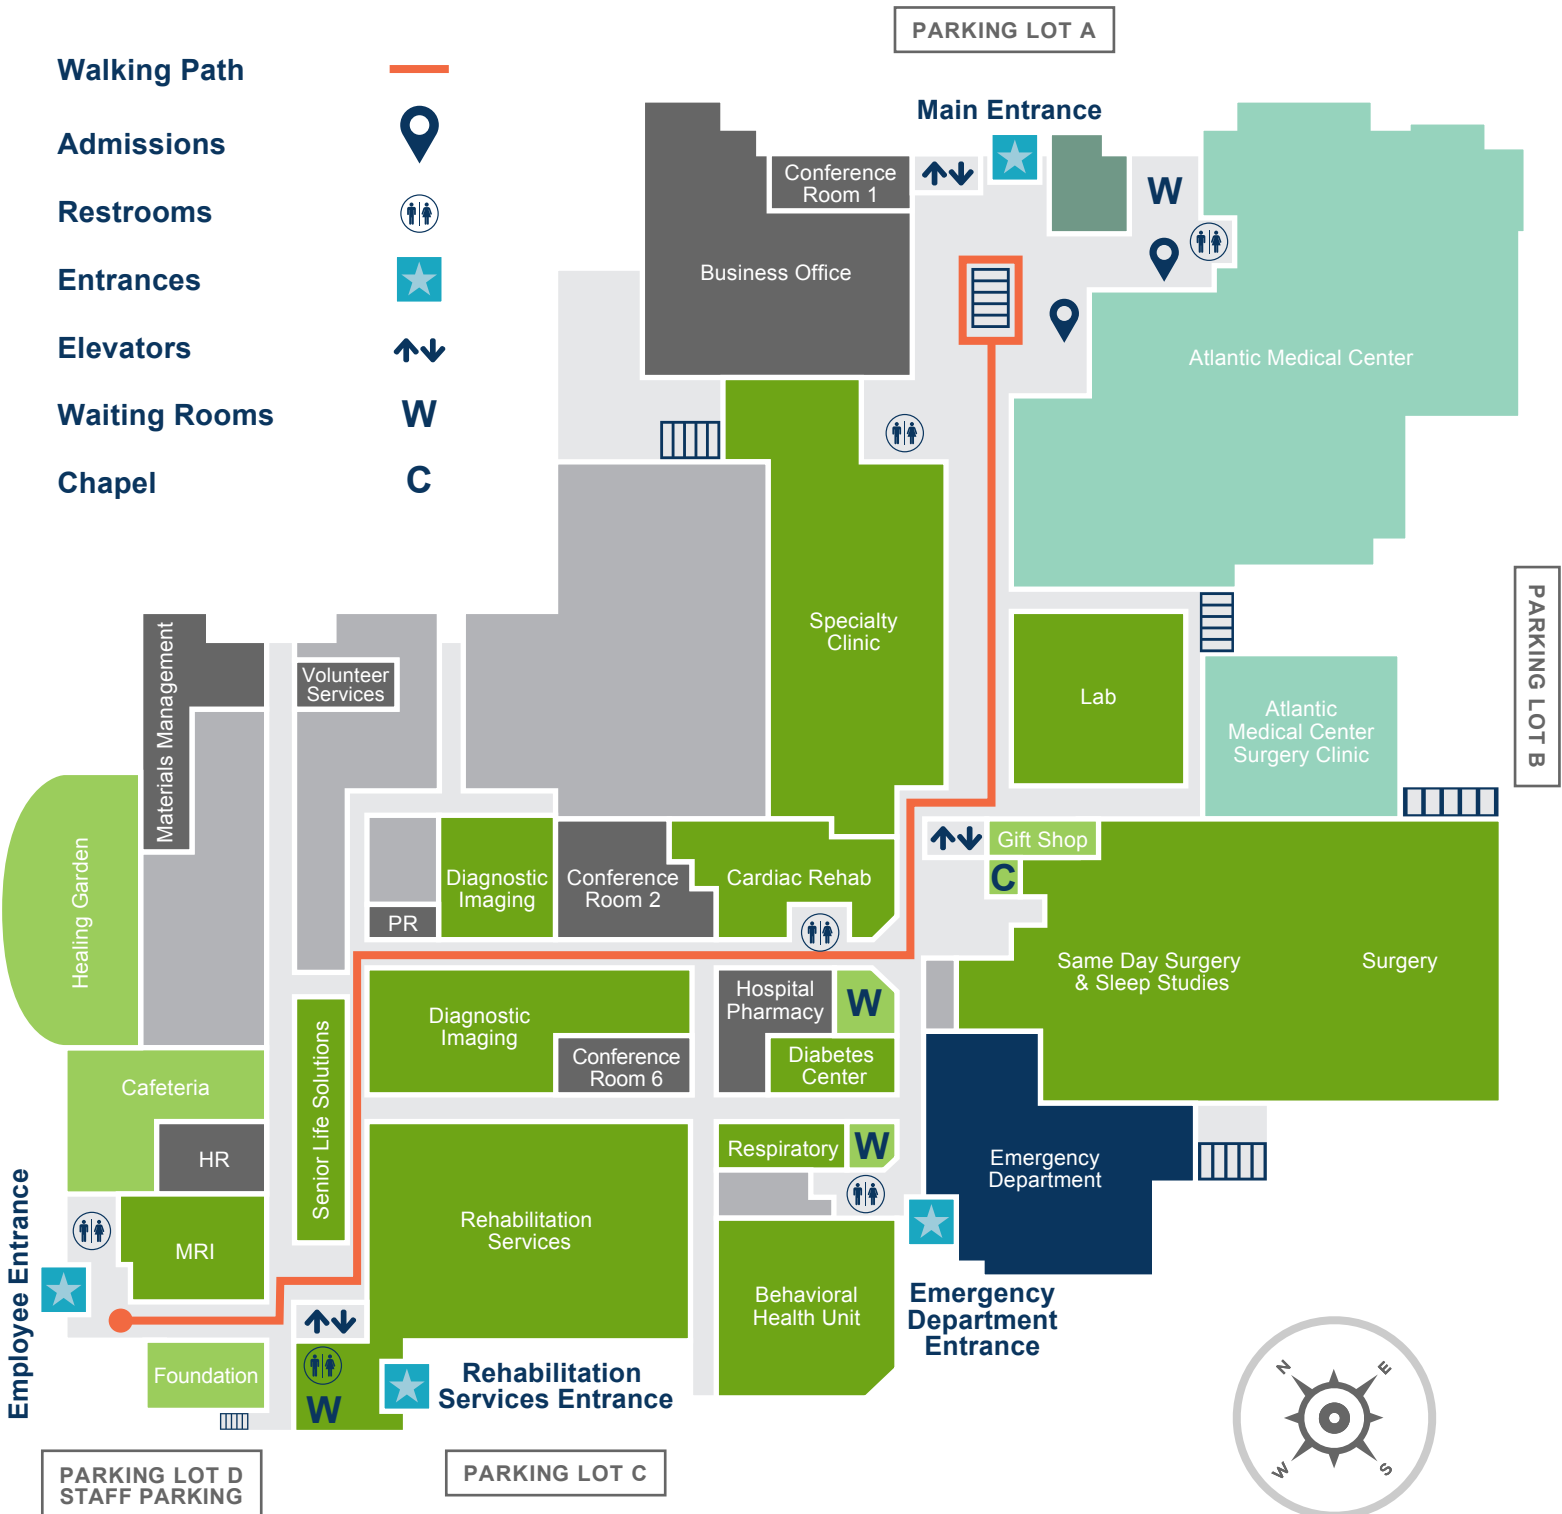 PARKING LOT A
Walking Path
Admissions
Restrooms
Entrances
Elevators
Waiting Rooms
W
Chapel
C
Main Entrance
Conference
Room 1
W
Business Office
Atlantic Medical Center
PARKING LOT B
Specialty
Clinic
Lab
Atlantic
Medical Center
Surgery Clinic
Materials Management
Volunteer
Services
Healing Garden
Gift Shop
C
Diagnostic
Imaging
Conference
Room 2
Cardiac Rehab
PR
Same Day Surgery
& Sleep Studies
Surgery
Diagnostic
Imaging
Conference
Room 6
Hospital
Pharmacy
W
Diabetes
Center
Senior Life Solutions
Cafeteria
HR
MRI
Respiratory
W
Emergency
Department
Rehabilitation
Services
Behavioral
Health Unit
Employee Entrance
Emergency
Department
Entrance
Foundation
W
Rehabilitation
Services Entrance
N
E
W
S
PARKING LOT D
STAFF PARKING
PARKING LOT C